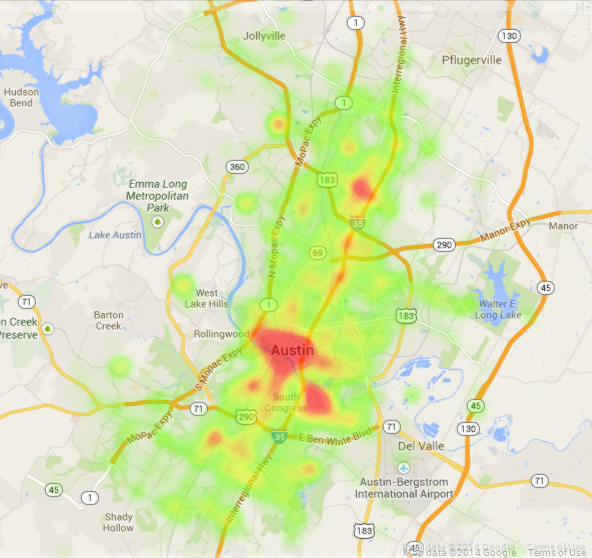 Jollyville
1
Interregional Hwy
130
Pflugerville
Hudson
Bend
1
MoPac Expy
360
183
Emma Long
Metropolitan
Park
35
Lake Austin
N Mopac Expy
290
Manor Expy
Manor
69
45
71
West
Lake Hills
1
Walter E
Long Lake
183
Barton
Creek
Creek
Preserve
Rollingwood
Austin
S Mopac Expy
South
Congress
45
71
290
71
130
MoPac Expy
35
E Ben White Blvd
Del Valle
Austin-Bergstrom
International Airport
71
45
1
Interregional Hwy
Shady
Hollow
183
45
Map data ©2014 Google
Terms of Use